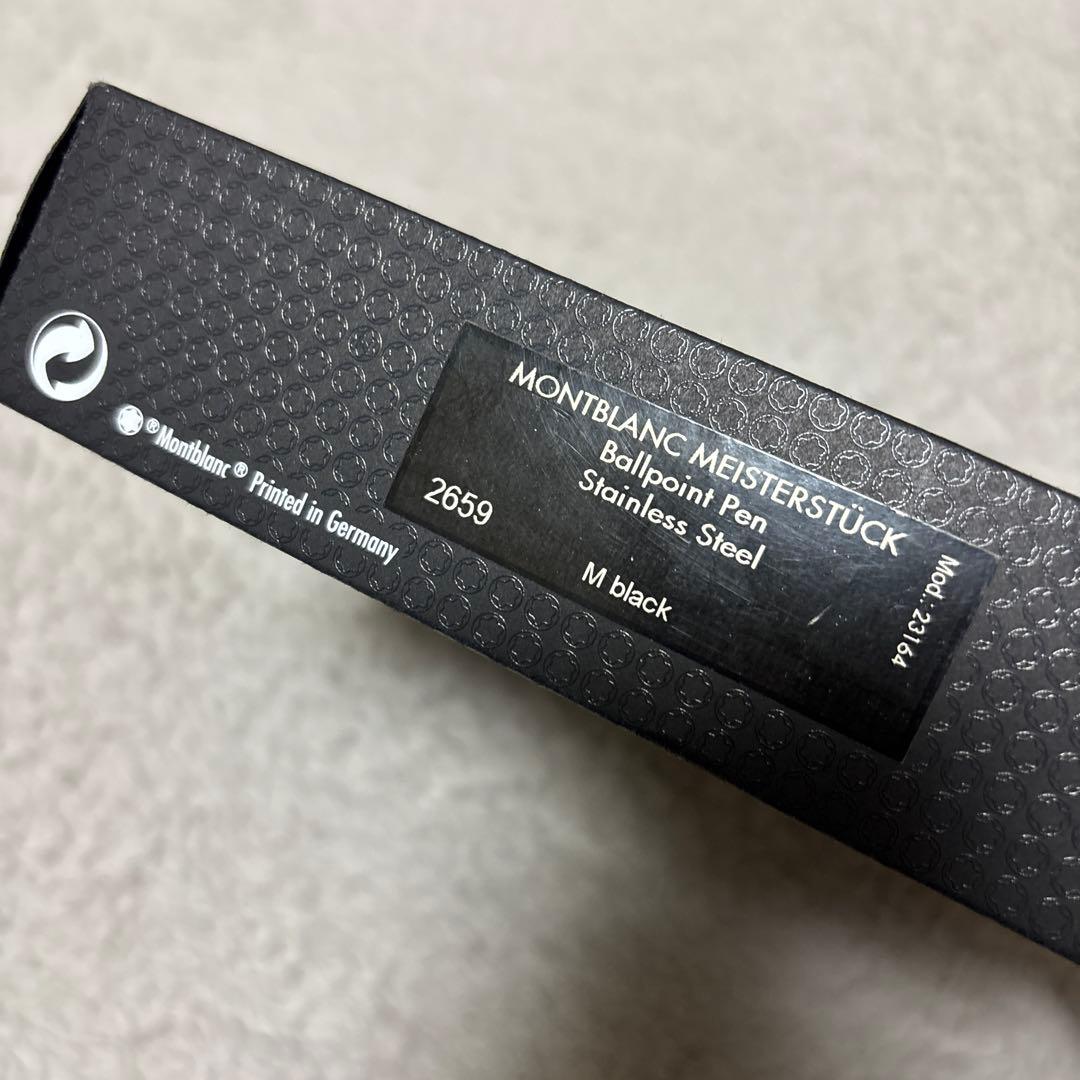 MONTBLANC MEISTERSTÜCK
Ballpoint Pen
Stainless Steel
2659
M black
Mod.: 23164
®Montblanc® Printed in Germany